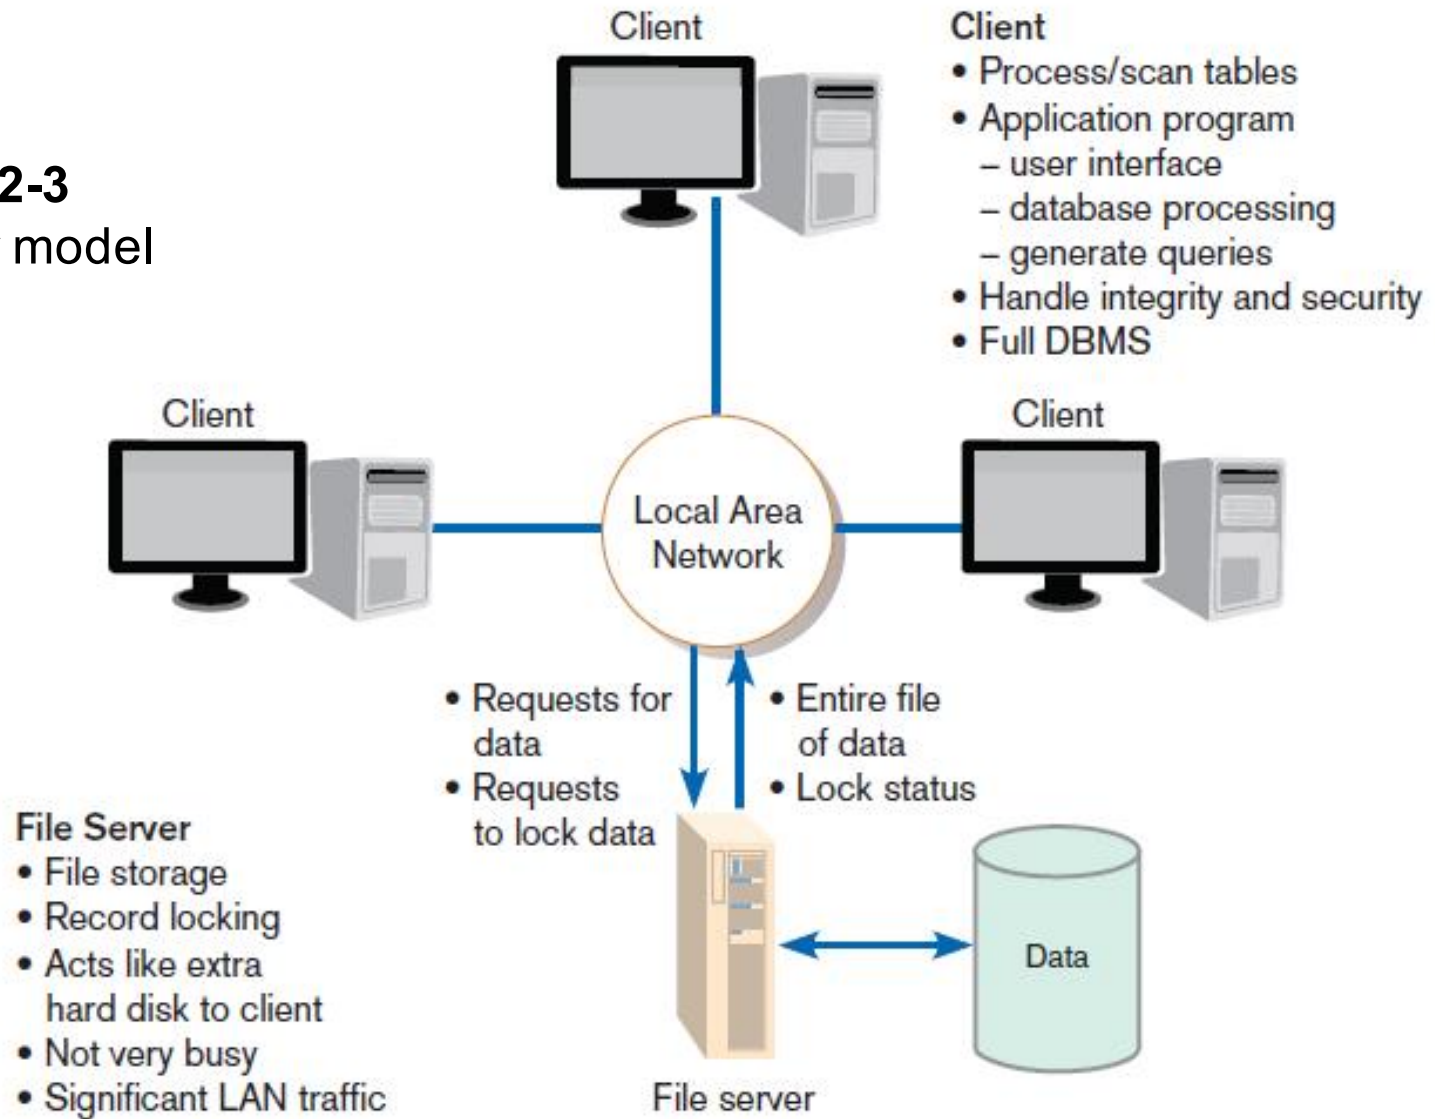 2-3
model
Client
Client
• Process/scan tables
• Application program
– user interface
– database processing
– generate queries
• Handle integrity and security
• Full DBMS
Client
Client
Local Area
Network
• Requests for
data
• Requests
to lock data
• Entire file
of data
• Lock status
File Server
• File storage
• Record locking
• Acts like extra
hard disk to client
• Not very busy
• Significant LAN traffic
Data
File server